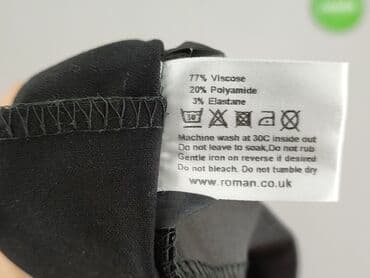 77% Viscose
20% Polyamide
3% Elastane
30°
Machine wash at 30C inside out
Do not leave to soak,Do not rub
Gentle iron on reverse if desired
Do not bleach. Do not tumble dry
www.roman.co.uk